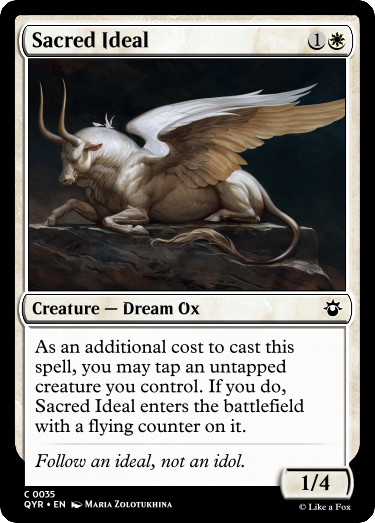 Sacred Ideal 1
Creature — Dream Ox
As an additional cost to cast this
spell, you may tap an untapped
creature you control. If you do,
Sacred Ideal enters the battlefield
with a flying counter on it.
Follow an ideal, not an idol.
1/4
C 0035
QYR • EN Maria Zolotukhina
© Like a Fox